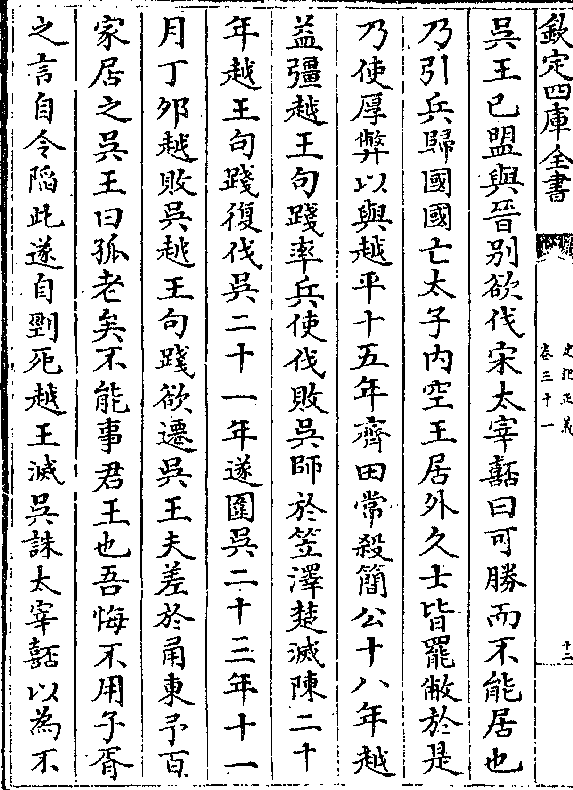 欽定四庫全書
史記正義
卷三十一
十二
吳王已盟與晉别欲伐宋太宰嚭曰可勝而不能居也
乃引兵歸國國亡太子内空王居外久士皆罷敝於是
乃使厚弊以與越平十五年齊田常殺簡公十八年越
益彊越王句踐率兵使伐敗吳師於笠澤楚滅陳二十
年越王句踐復伐吳二十一年遂圍吳二十三年十一
月丁卯越敗吳越王句踐欲遷吳王夫差於甬東予百
家居之吳王曰孤老矣不能事君王也吾悔不用子胥
之言自令陷此遂自剄死越王滅吳誅太宰嚭以為不